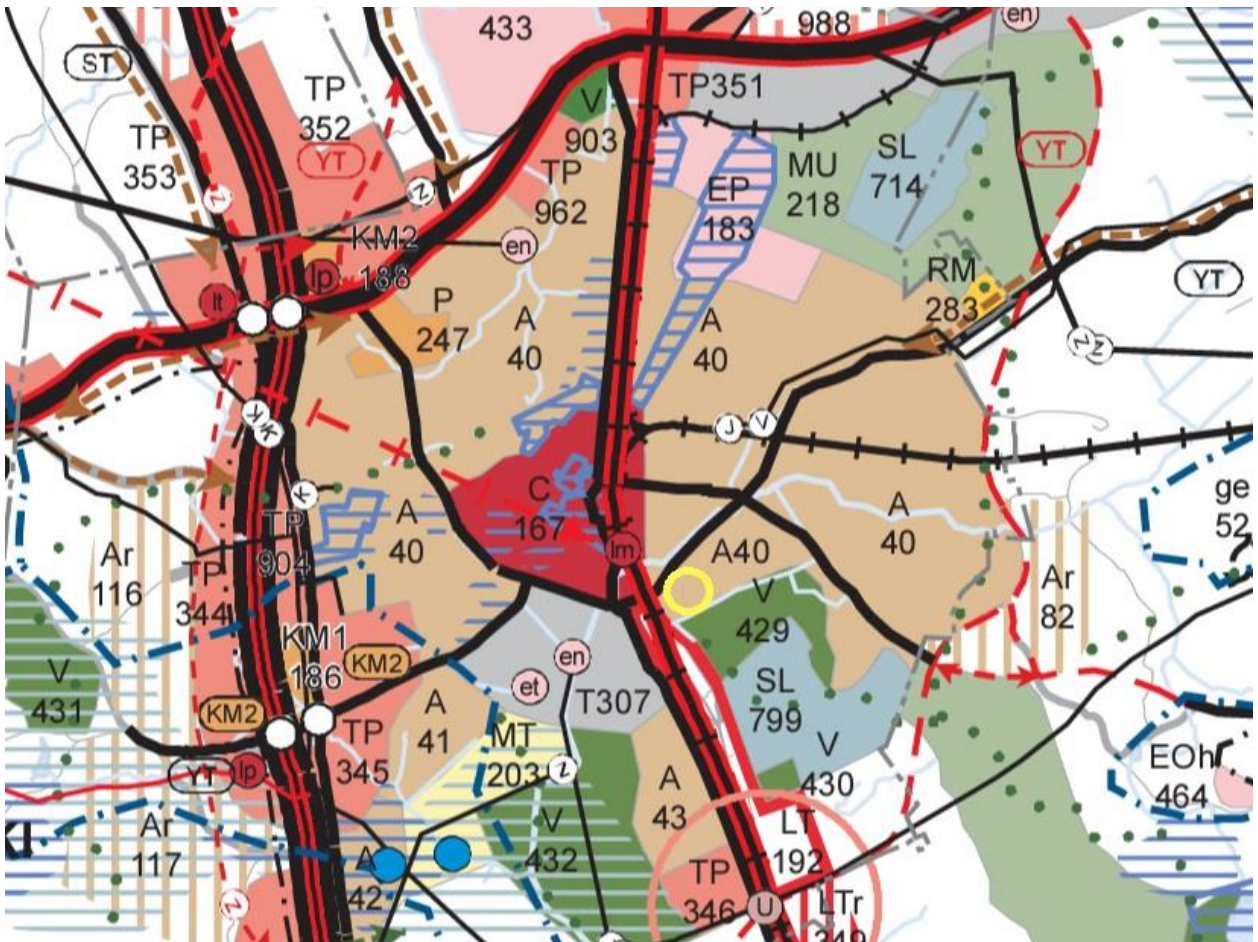 433
988
en
ST
TP
352
TP351
V
903
TP
353
YT
TP
962
EP
183
MU
218
SL
714
YT
Z
Z
KM2
188
en
lp
lt
RM
283
YT
P
247
A
40
A
40
Z
Z
K
K
J
V
K
C
167
A
40
A
40
ge
52
TP
904
lm
A40
Ar
116
TP
344
V
429
Ar
82
KM1
186
KM2
en
V
431
et
T307
SL
799
KM2
A
41
MT
203
TP
345
V
430
YT
lp
Z
EOh
464
A
43
Ar
117
V
432
LT
192
KI
A
42
TP
346
U
LTr
349
Z